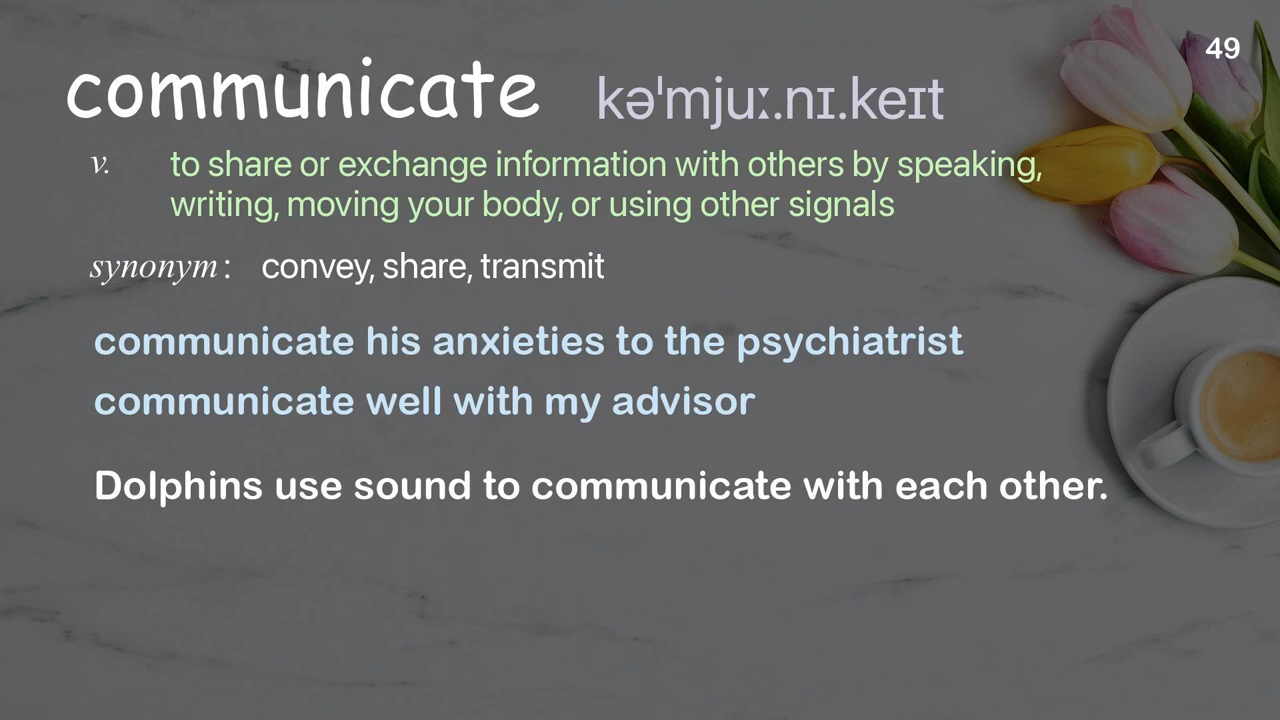 49
communicate kəˈmjuː.nɪ.keɪt
v. to share or exchange information with others by speaking,
writing, moving your body, or using other signals
synonym: convey, share, transmit
communicate his anxieties to the psychiatrist
communicate well with my advisor
Dolphins use sound to communicate with each other.